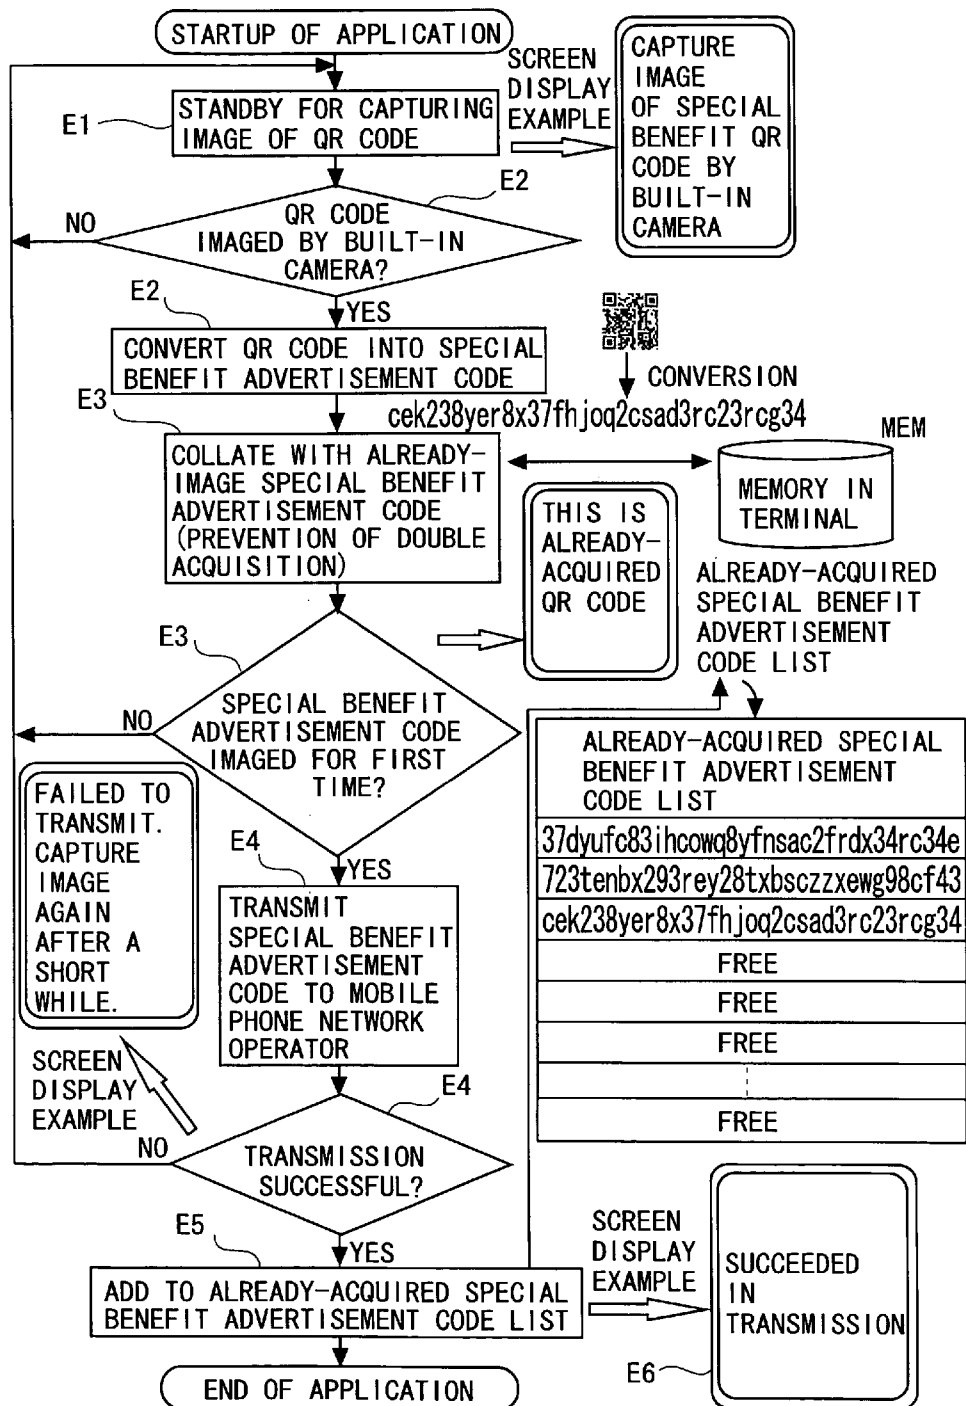 STARTUP OF APPLICATION
E1
STANDBY FOR CAPTURING
IMAGE OF QR CODE
SCREEN
DISPLAY
EXAMPLE
CAPTURE
IMAGE
OF SPECIAL
BENEFIT QR
CODE BY
BUILT-IN
CAMERA
E2
NO
QR CODE
IMAGED BY BUILT-IN
CAMERA?
E2
YES
CONVERT QR CODE INTO SPECIAL
BENEFIT ADVERTISEMENT CODE
CONVERSION
cek238yer8x37fhjoq2csad3rc23rcg34
E3
COLLATE WITH ALREADY-
IMAGE SPECIAL BENEFIT
ADVERTISEMENT CODE
(PREVENTION OF DOUBLE
ACQUISITION)
MEM
MEMORY IN
TERMINAL
THIS IS
ALREADY-
ACQUIRED
QR CODE
ALREADY-ACQUIRED
SPECIAL BENEFIT
ADVERTISEMENT
CODE LIST
E3
NO
SPECIAL BENEFIT
ADVERTISEMENT CODE
IMAGED FOR FIRST
TIME?
ALREADY-ACQUIRED SPECIAL
BENEFIT ADVERTISEMENT
CODE LIST
37dyufc83ihcowq8yfnsac2frdx34rc34e
723tenbx293rey28txbsczzxewg98cf43
cek238yer8x37fhjoq2csad3rc23rcg34
FREE
FREE
FREE
FREE
FAILED TO
TRANSMIT.
CAPTURE
IMAGE
AGAIN
AFTER A
SHORT
WHILE.
E4
YES
TRANSMIT
SPECIAL BENEFIT
ADVERTISEMENT
CODE TO MOBILE
PHONE NETWORK
OPERATOR
SCREEN
DISPLAY
EXAMPLE
E4
NO
TRANSMISSION
SUCCESSFUL?
E5
YES
ADD TO ALREADY-ACQUIRED SPECIAL
BENEFIT ADVERTISEMENT CODE LIST
SCREEN
DISPLAY
EXAMPLE
SUCCEEDED
IN
TRANSMISSION
E6
END OF APPLICATION